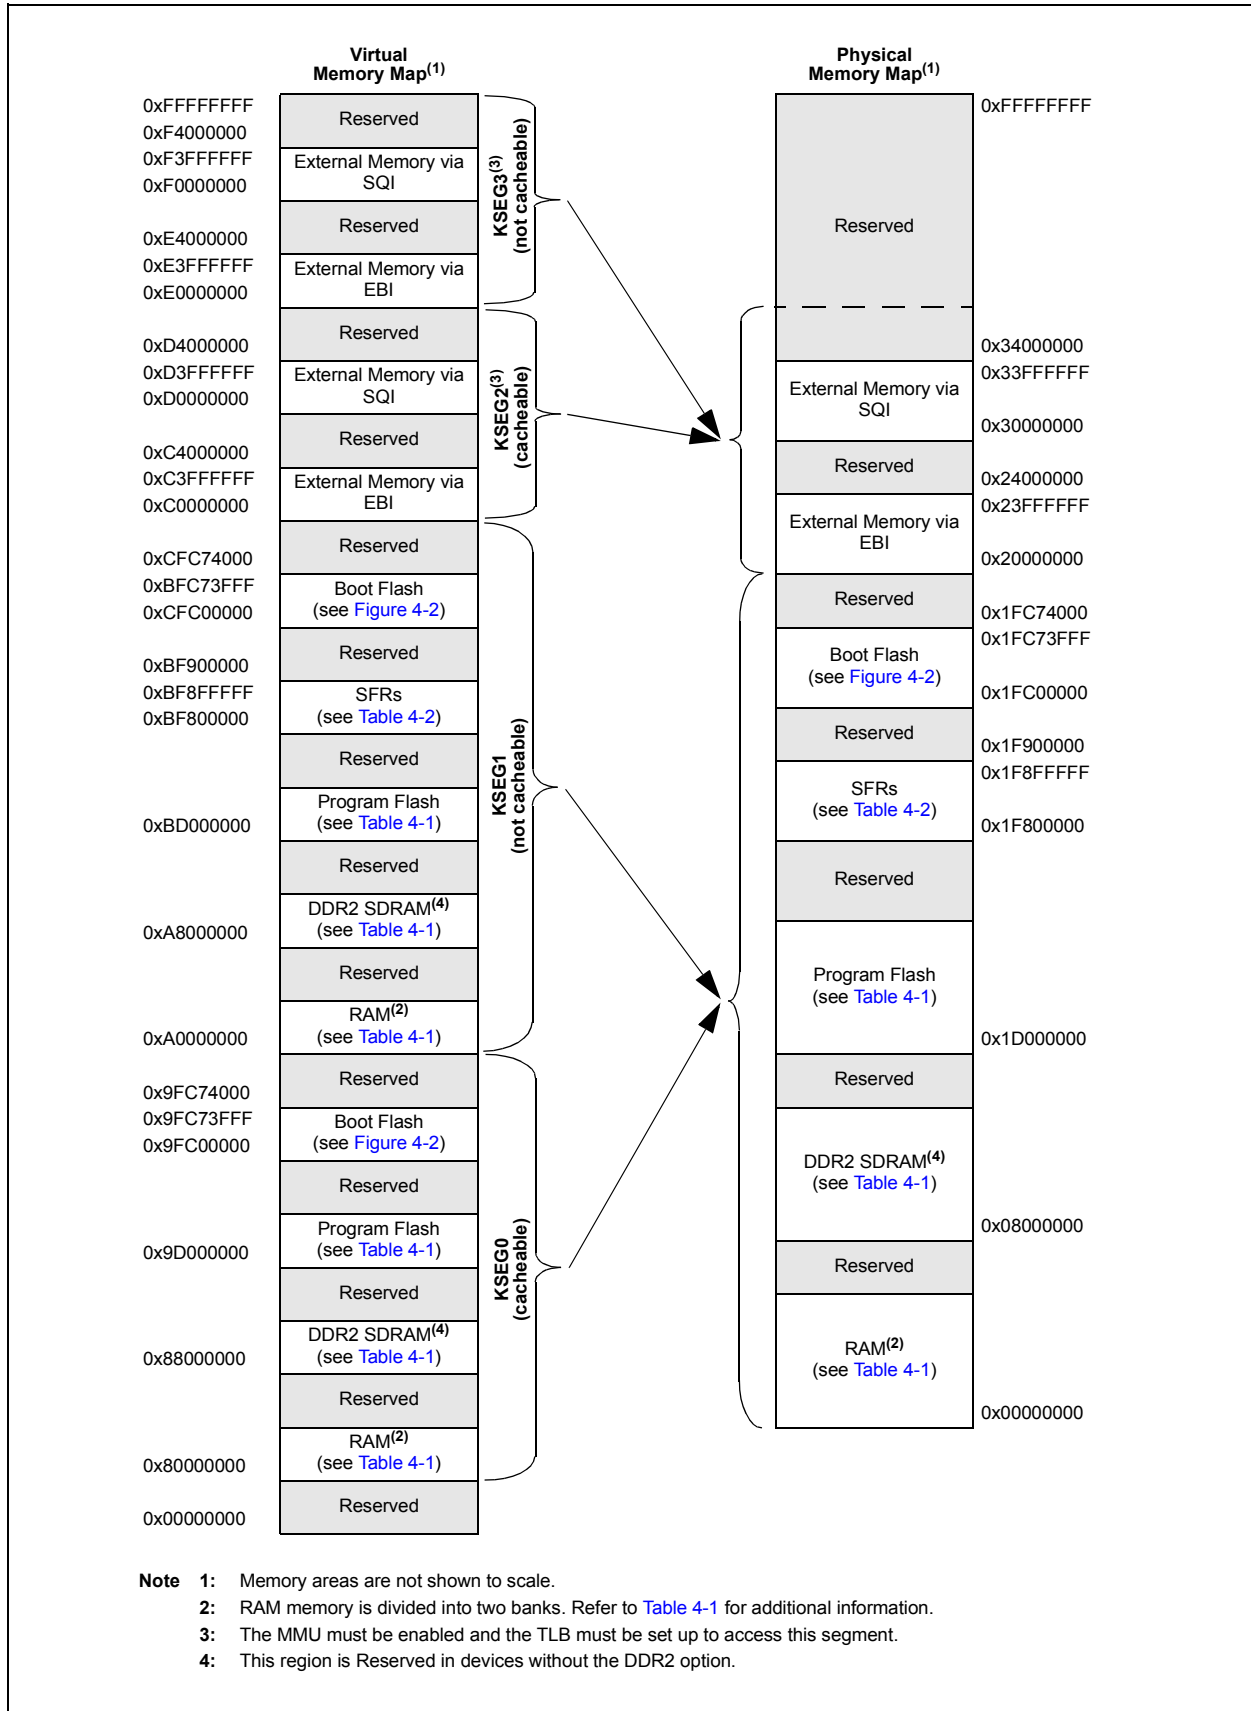 Virtual
Memory Map(1)
0xFFFFFFFF
Reserved
0xF4000000
0xF3FFFFFF
External Memory via
SQI
0xF0000000
Reserved
0xE4000000
0xE3FFFFFF
External Memory via
EBI
0xE0000000
KSEG3(3)
(not cacheable)
Reserved
0xD4000000
0xD3FFFFFF
External Memory via
SQI
0xD0000000
Reserved
0xC4000000
0xC3FFFFFF
External Memory via
EBI
0xC0000000
KSEG2(3)
(cacheable)
Reserved
0xCFC74000
0xBFC73FFF
Boot Flash
(see Figure 4-2)
0xCFC00000
Reserved
0xBF900000
0xBF8FFFFF
SFRs
(see Table 4-2)
0xBF800000
Reserved
Program Flash
(see Table 4-1)
0xBD000000
Reserved
DDR2 SDRAM(4)
(see Table 4-1)
0xA8000000
Reserved
RAM(2)
(see Table 4-1)
0xA0000000
KSEG1
(not cacheable)
Reserved
0x9FC74000
0x9FC73FFF
Boot Flash
(see Figure 4-2)
0x9FC00000
Reserved
Program Flash
(see Table 4-1)
0x9D000000
Reserved
DDR2 SDRAM(4)
(see Table 4-1)
0x88000000
Reserved
RAM(2)
(see Table 4-1)
0x80000000
KSEG0
(cacheable)
Reserved
0x00000000
Physical
Memory Map(1)
0xFFFFFFFF
Reserved
0x34000000
0x33FFFFFF
External Memory via
SQI
0x30000000
Reserved
0x24000000
0x23FFFFFF
External Memory via
EBI
0x20000000
Reserved
0x1FC74000
0x1FC73FFF
Boot Flash
(see Figure 4-2)
0x1FC00000
Reserved
0x1F900000
0x1F8FFFFF
SFRs
(see Table 4-2)
0x1F800000
Reserved
Program Flash
(see Table 4-1)
0x1D000000
Reserved
DDR2 SDRAM(4)
(see Table 4-1)
0x08000000
Reserved
RAM(2)
(see Table 4-1)
0x00000000
Note 1: Memory areas are not shown to scale.
2: RAM memory is divided into two banks. Refer to Table 4-1 for additional information.
3: The MMU must be enabled and the TLB must be set up to access this segment.
4: This region is Reserved in devices without the DDR2 option.